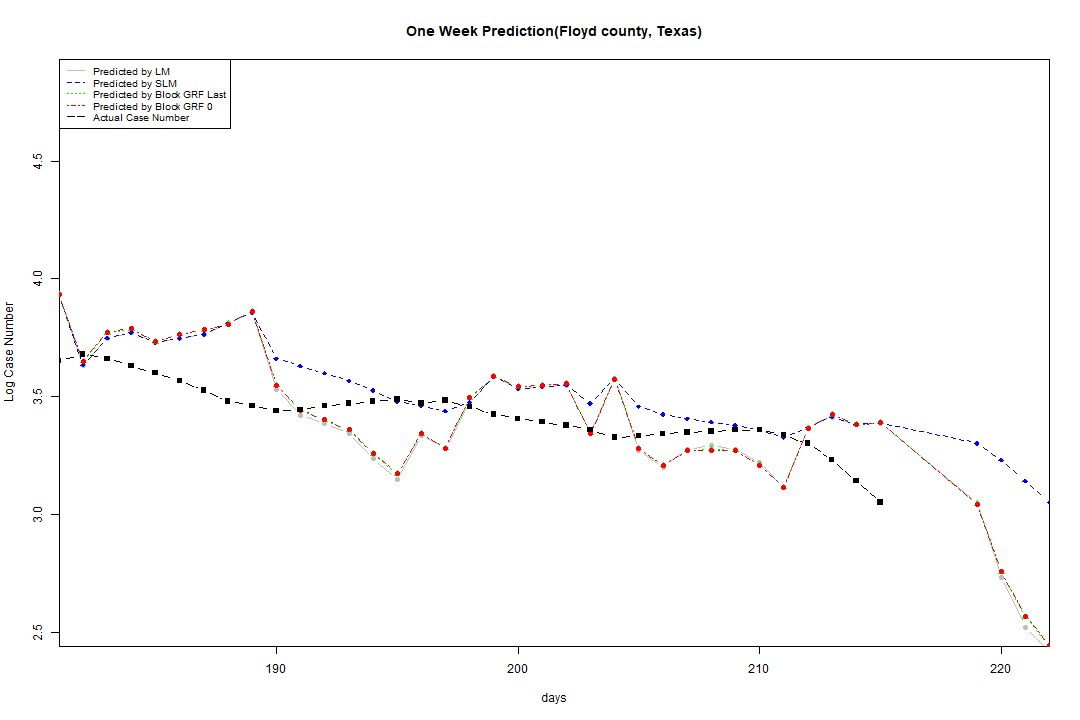 One Week Prediction(Floyd county, Texas)
Predicted by LM
Predicted by SLM
Predicted by Block GRF Last
Predicted by Block GRF 0
Actual Case Number
4.5
4.0
3.5
3.0
2.5
Log Case Number
190 200 210 220
days